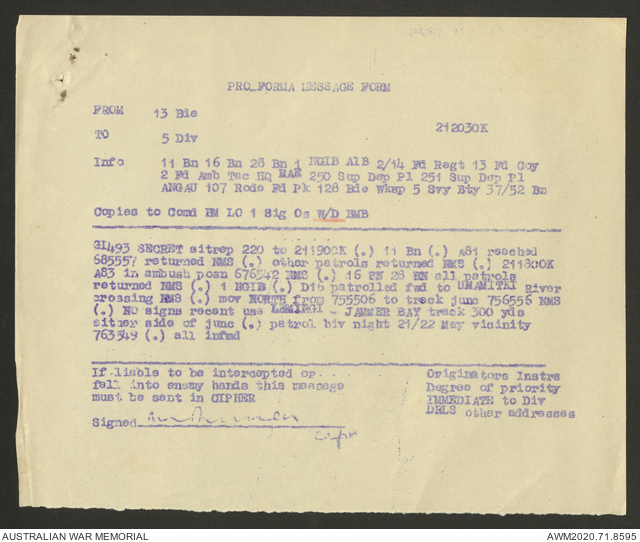 PRO_FORMA MESSAGE FORM
FROM 13 Bde
212030K
TO 5 Div
Info 11 Bn 16 Bn 28 Bn 1 NGIB AIB 2/14 Fd Regt 13 Fd Coy
2 Fd Amb Tac HQ RAE 250 Sup Dep Pl 251 Sup Dep Pl
ANGAU 107 Rods Fd Pk 128 Bde Wksp 5 Svy Bty 37/52 Bn
Copies to Comd BM LO 1 Sig Os W/D BMB
GI493 SECRET sitrep 220 to 211900K (.) 11 Bn (.) A81 reached
685557 returned NMS (.) other patrols returned NMS (.) 211800K
A83 in ambush posn 676542 NMS (.) 16 BN 28 BN all patrols
returned NMS (.) 1 NGIB (.) D16 patrolled fwd to UMAMITKI River
crossing NMS (.) mov NORTH from 755506 to track junc 756556 NMS
(.) NO signs recent use LEMINGI - JAMMER BAY track 300 yds
either side of junc (.) patrol biv night 21/22 May vicinity
763549 (.) all infmd
If liable to be intercepted or
fall into enemy hands this message
must be sent in CIPHER
Signed
Originators Instrs
Degree of priority
IMMEDIATE to Div
DRLS other addresses
AUSTRALIAN WAR MEMORIAL
AWM2020.71.8595